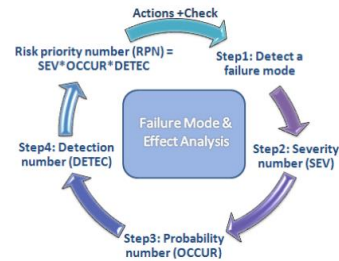 Actions +Check
Risk priority number (RPN) =
SEV*OCCUR*DETEC
Step1: Detect a
failure mode
Failure Mode &
Effect Analysis
Step4: Detection
number (DETEC)
Step2: Severity
number (SEV)
Step3: Probability
number (OCCUR)